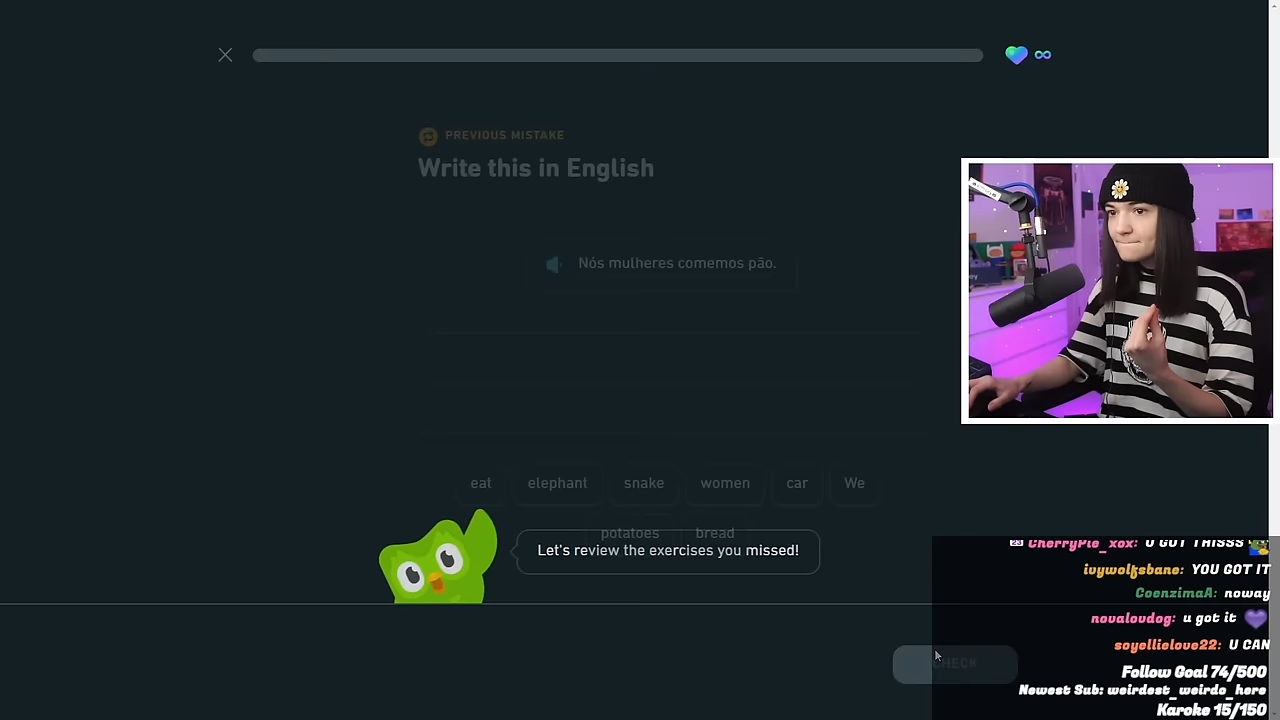 PREVIOUS MISTAKE
Write this in English
Nós mulheres comemos pão.
eat elephant snake women car We
potatoes bread
Let's review the exercises you missed!
CHECK
CherryPie_xox: U GOT THISSS
ivywolfsbane: YOU GOT IT
CoenzimaA: noway
novalovdog: u got it
soyellielove22: U CAN
Follow Goal 74/500
Newest Sub: weirdest_weirdo_here
Karoke 15/150